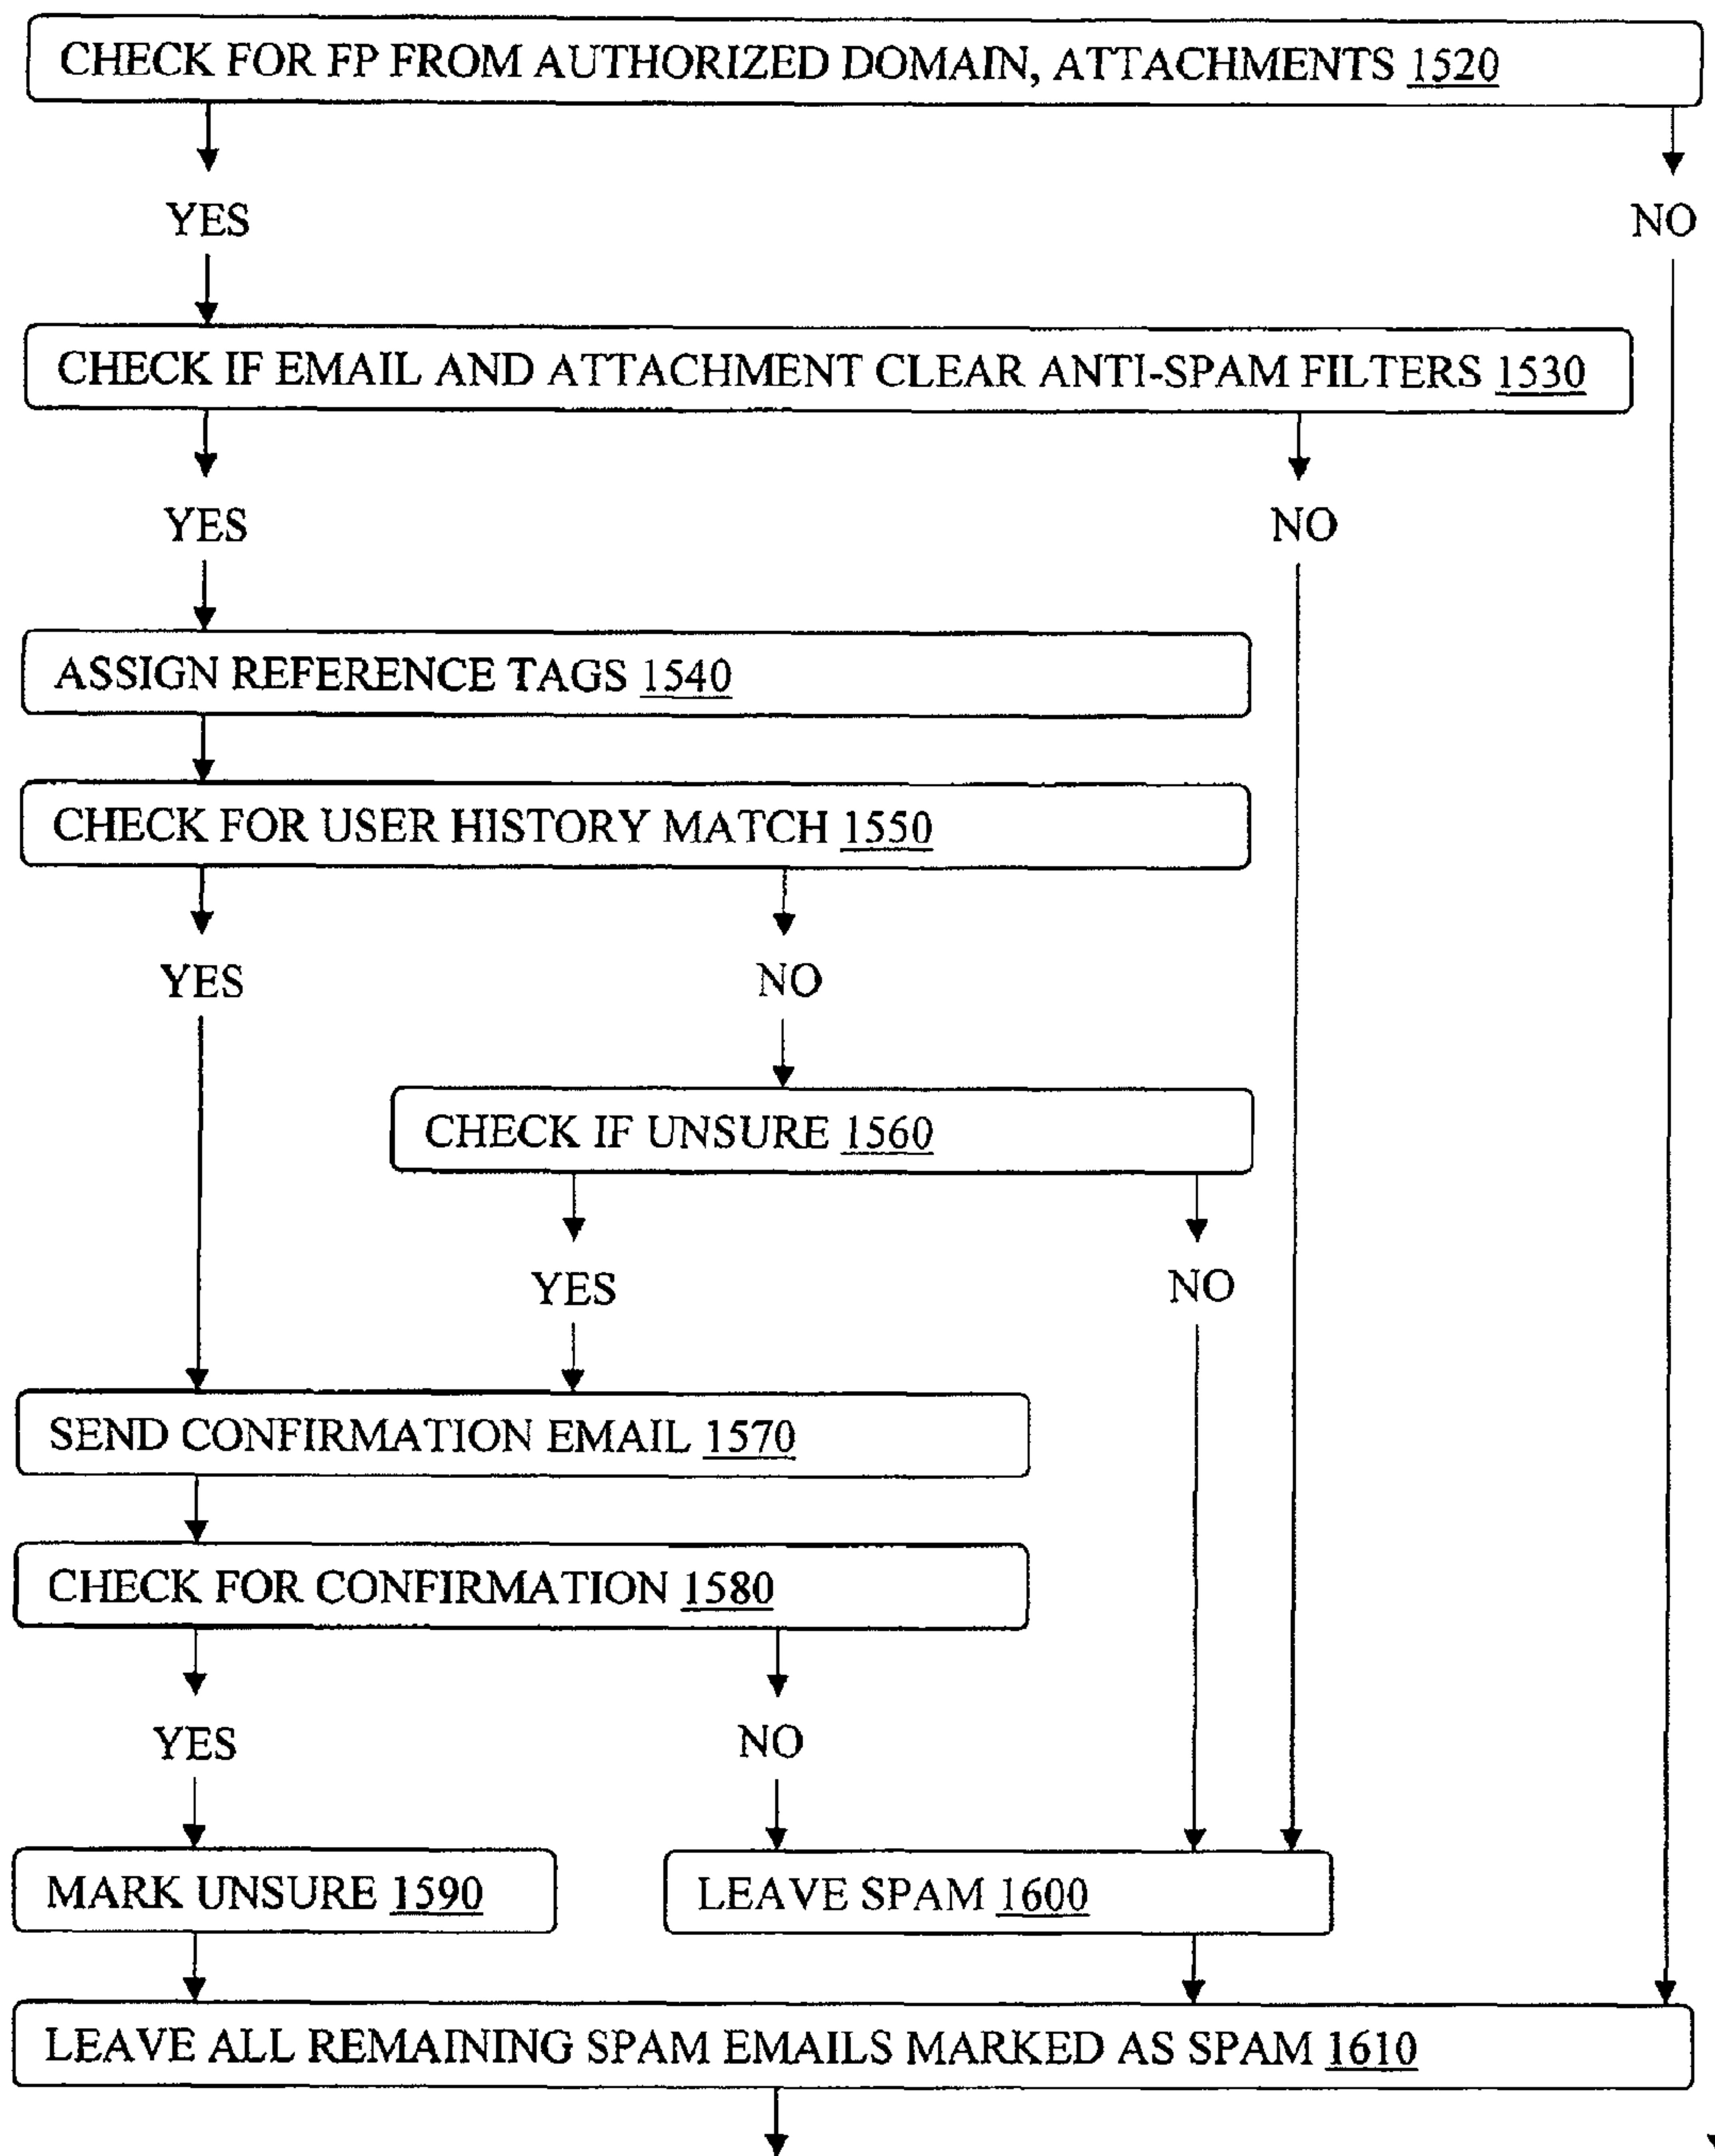 CHECK FOR FP FROM AUTHORIZED DOMAIN, ATTACHMENTS 1520
YES
NO
CHECK IF EMAIL AND ATTACHMENT CLEAR ANTI-SPAM FILTERS 1530
YES
NO
ASSIGN REFERENCE TAGS 1540
CHECK FOR USER HISTORY MATCH 1550
YES
NO
CHECK IF UNSURE 1560
YES
NO
SEND CONFIRMATION EMAIL 1570
CHECK FOR CONFIRMATION 1580
YES
NO
MARK UNSURE 1590
LEAVE SPAM 1600
LEAVE ALL REMAINING SPAM EMAILS MARKED AS SPAM 1610